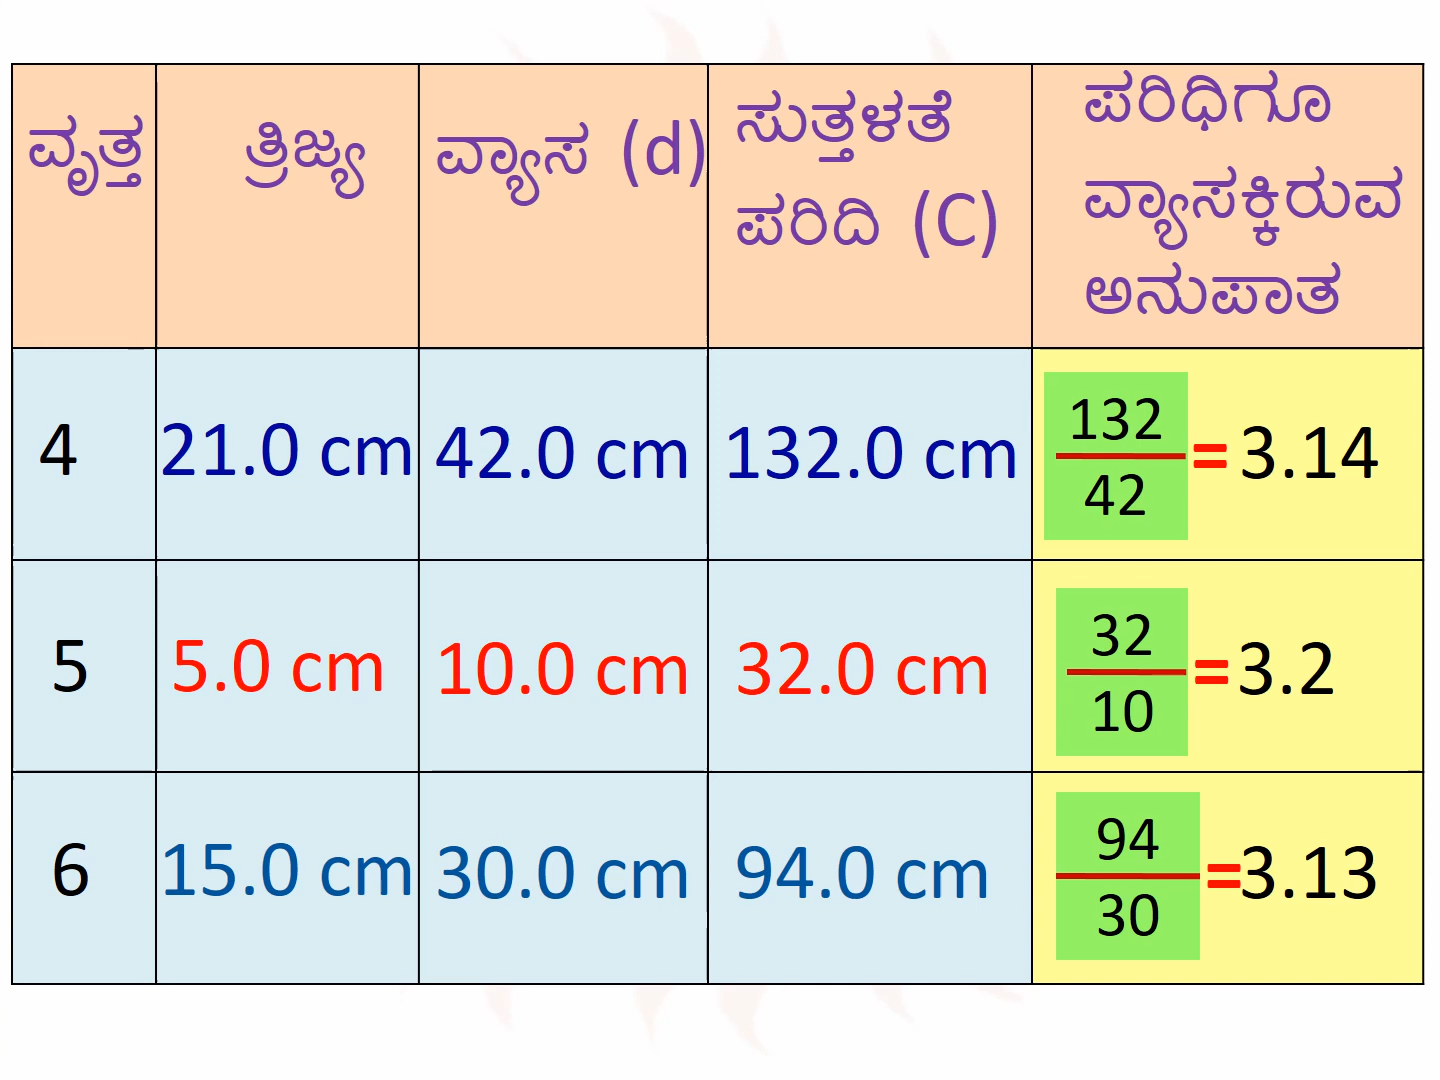 ವೃತ್ತ
ತ್ರಿಜ್ಯ
ವ್ಯಾಸ (d)
ಸುತ್ತಳತೆ
ಪರಿದಿ (C)
ಪರಿಧಿಗೂ
ವ್ಯಾಸಕ್ಕಿರುವ
ಅನುಪಾತ
4
21.0 cm
42.0 cm
132.0 cm
132
42
= 3.14
5
5.0 cm
10.0 cm
32.0 cm
32
10
= 3.2
6
15.0 cm
30.0 cm
94.0 cm
94
30
=3.13